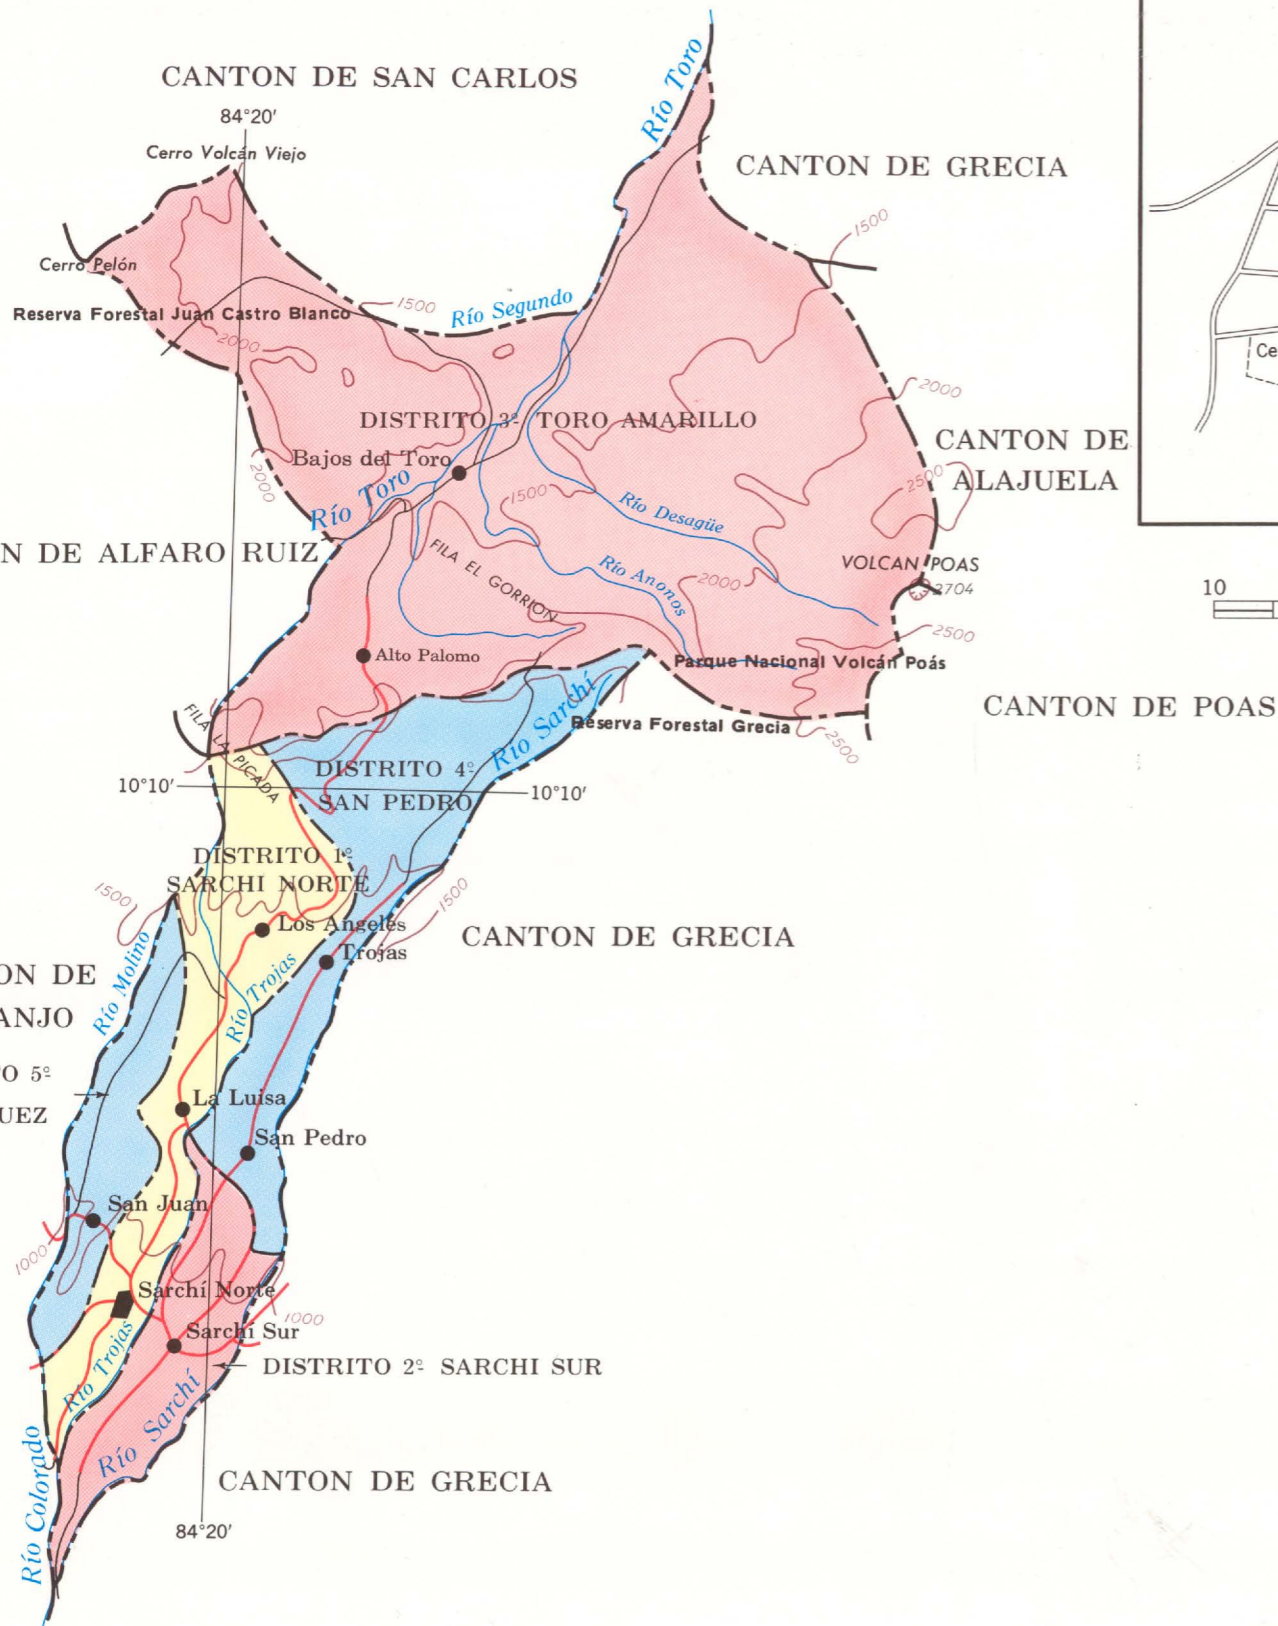 CANTON DE SAN CARLOS
84°20′
Cerro Volcán Viejo
Río Toro
CANTON DE GRECIA
1500
Cerro Pelón
Reserva Forestal Juan Castro Blanco
1500
Río Segundo
2000
Ce
2000
DISTRITO 3º TORO AMARILLO
CANTON DE
ALAJUELA
Bajos del Toro
2000
Río Toro
1500
2500
Río Desagüe
N DE ALFARO RUIZ
FILA EL GORRION
Río Anonos
2000
VOLCAN POAS
2704
10
2500
Alto Palomo
Parque Nacional Volcán Poás
CANTON DE POAS
FILA LA PICADA
Río Sarchí
Reserva Forestal Grecia
2500
DISTRITO 4º
SAN PEDRO
10°10′
10°10′
DISTRITO 1º
SARCHI NORTE
1500
1500
Los Angeles
CANTON DE GRECIA
Trojas
ON DE
ANJO
Río Molino
Río Trojas
O 5º
UEZ
La Luisa
San Pedro
San Juan
1000
Sarchí Norte
1000
Sarchí Sur
Río Trojas
DISTRITO 2º SARCHI SUR
Río Sarchí
Río Colorado
CANTON DE GRECIA
84°20′